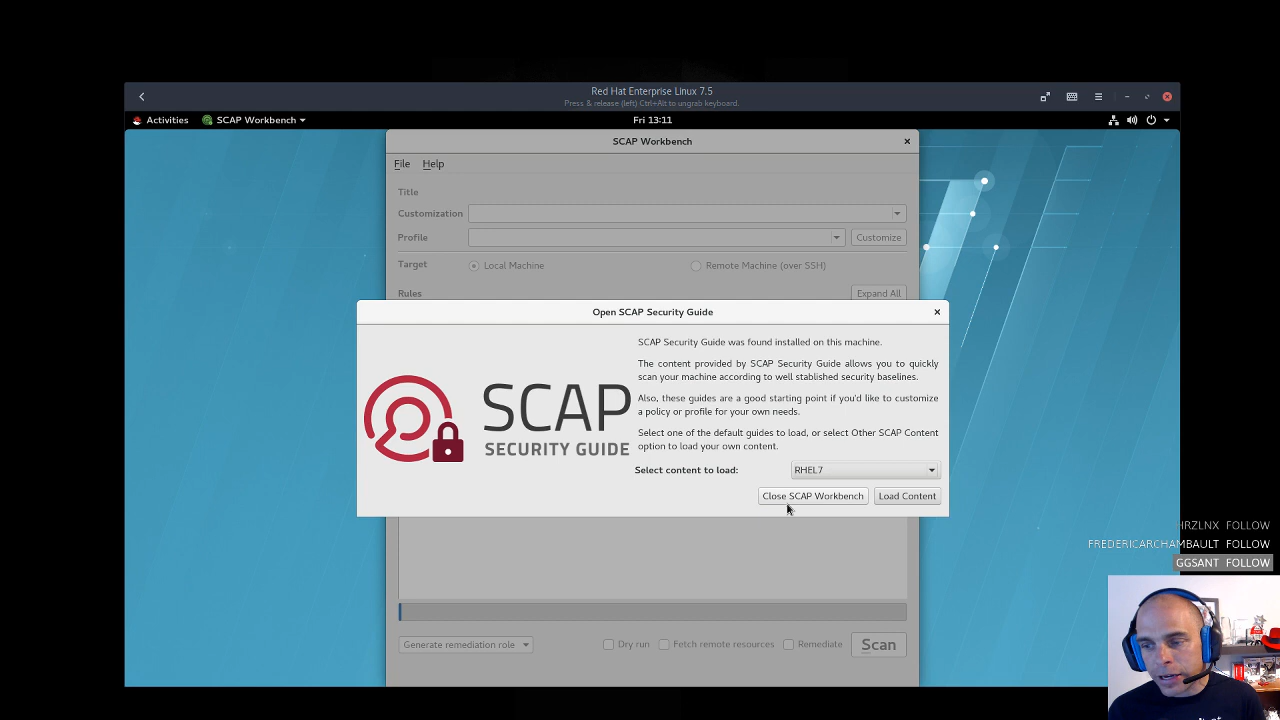 Red Hat Enterprise Linux 7.5
Press & release (left) Ctrl+Alt to ungrab keyboard.
Activities
SCAP Workbench
Fri 13:11
SCAP Workbench
File Help
Title
Customization
Profile
Customize
Target
Local Machine
Remote Machine (over SSH)
Rules
Expand All
Open SCAP Security Guide
SCAP
SECURITY GUIDE
SCAP Security Guide was found installed on this machine.
The content provided by SCAP Security Guide allows you to quickly
scan your machine according to well stablished security baselines.
Also, these guides are a good starting point if you'd like to customize
a policy or profile for your own needs.
Select one of the default guides to load, or select Other SCAP Content
option to load your own content.
Select content to load:
RHEL7
Close SCAP Workbench
Load Content
Generate remediation role
Dry run
Fetch remote resources
Remediate
Scan
HRZLNX FOLLOW
FREDERICARCHAMBAULT FOLLOW
GGSANT FOLLOW